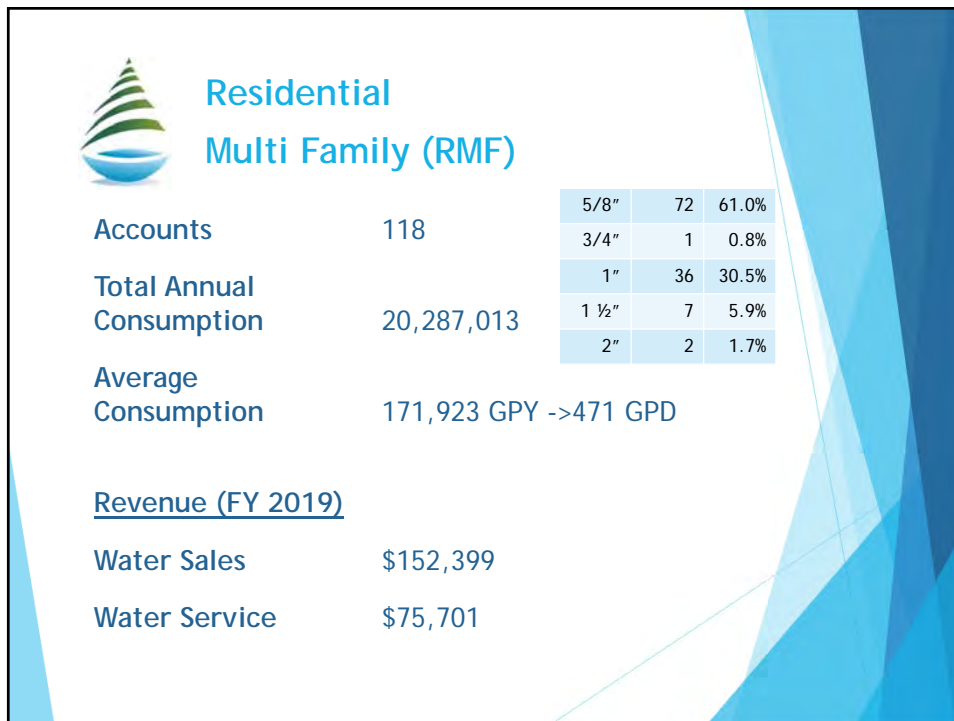 Residential
Multi Family (RMF)
Accounts 118
Total Annual
Consumption 20,287,013
Average
Consumption 171,923 GPY ->471 GPD
5/8" 72 61.0%
3/4" 1 0.8%
1" 36 30.5%
1 ½" 7 5.9%
2" 2 1.7%
Revenue (FY 2019)
Water Sales $152,399
Water Service $75,701